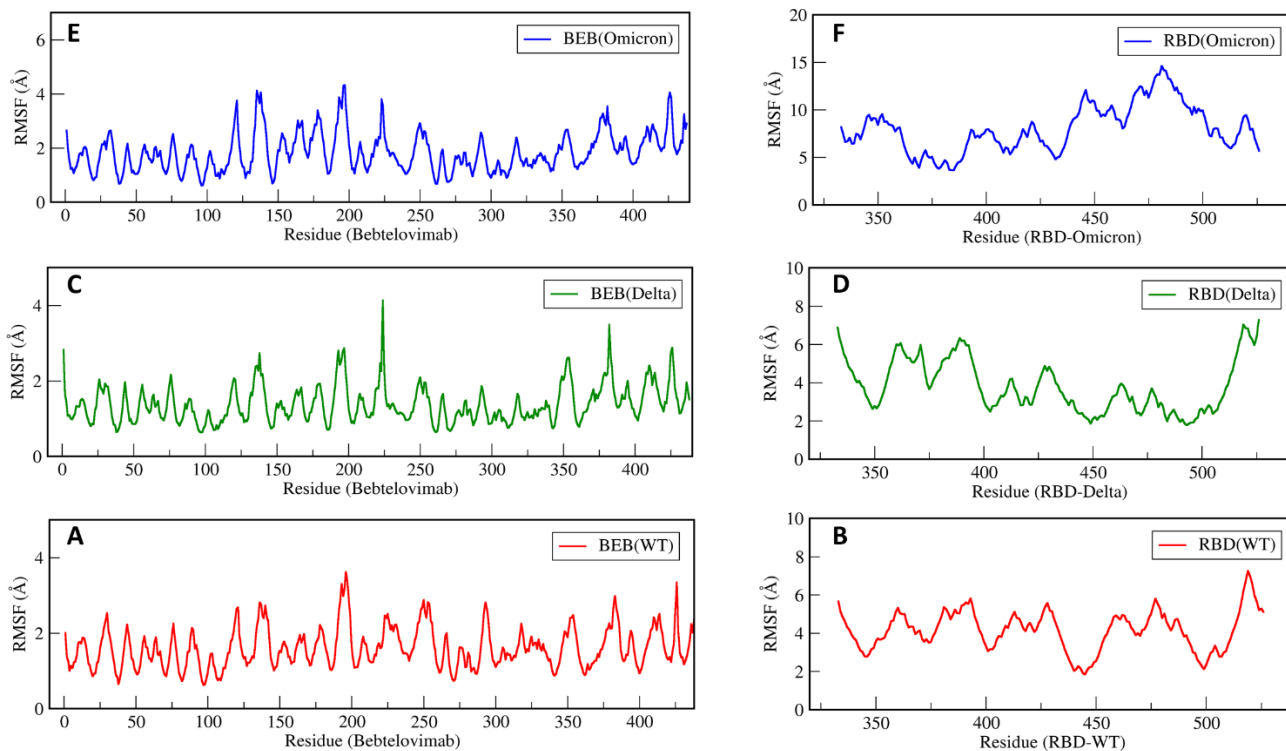 E
BEB(Omicron)
RMSF (Å)
6
4
2
0
0 50 100 150 200 250 300 350 400
Residue (Bebtelovimab)
F
RBD(Omicron)
RMSF (Å)
20
15
10
5
0
350 400 450 500
Residue (RBD-Omicron)
C
BEB(Delta)
RMSF (Å)
4
2
0
0 50 100 150 200 250 300 350 400
Residue (Bebtelovimab)
D
RBD(Delta)
RMSF (Å)
10
8
6
4
2
0
350 400 450 500
Residue (RBD-Delta)
A
BEB(WT)
RMSF (Å)
4
2
0
0 50 100 150 200 250 300 350 400
Residue (Bebtelovimab)
B
RBD(WT)
RMSF (Å)
10
8
6
4
2
0
350 400 450 500
Residue (RBD-WT)